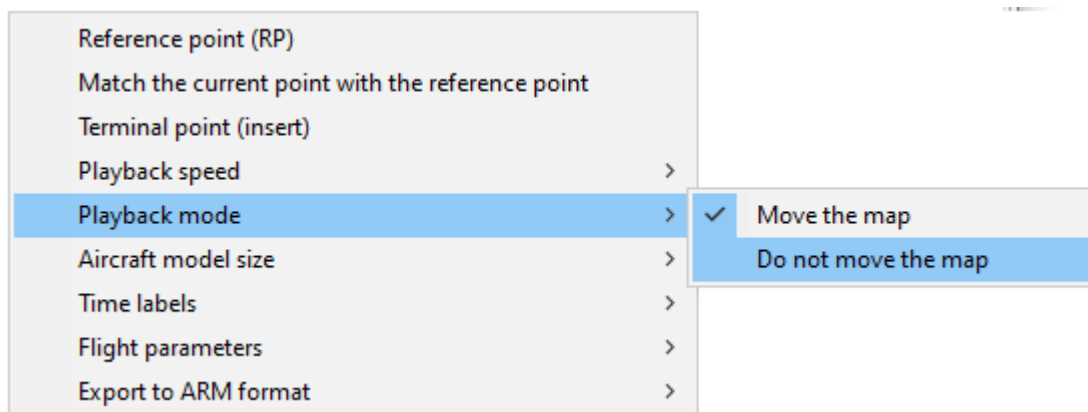 Reference point (RP)
Match the current point with the reference point
Terminal point (insert)
Playback speed
Playback mode
Move the map
Aircraft model size
Do not move the map
Time labels
Flight parameters
Export to ARM format